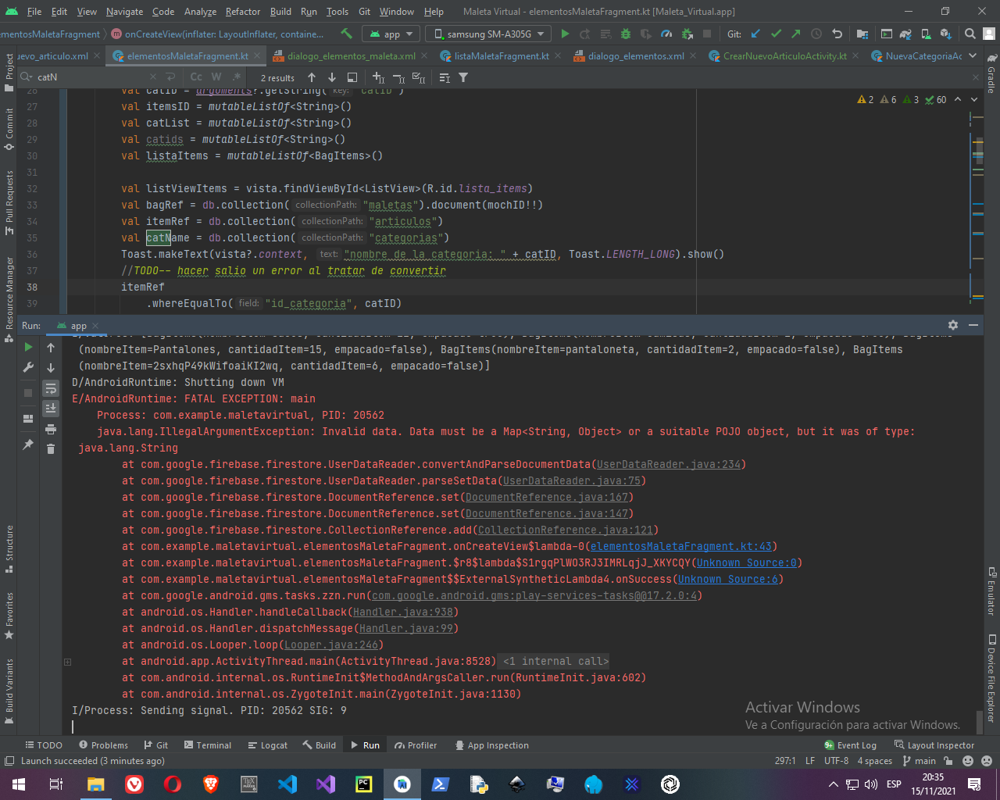 File Edit View Navigate Code Analyze Refactor Build Run Tools Git Window Help Maleta Virtual - elementosMaletaFragment.kt [Maleta_Virtual.app]
ementosMaletaFragment onCreateView(inflater: LayoutInflater, containe... app samsung SM-A305G Git:
uevo_articulo.xml elementosMaletaFragment.kt dialogo_elementos_maleta.xml listaMaletaFragment.kt dialogo_elementos.xml CrearNuevoArticuloActivity.kt NuevaCategoriaAc
catN Cc W .* 2 results
26 val catID = arguments?.getString( key: "catID")
27 val itemsID = mutableListOf<String>()
28 val catList = mutableListOf<String>()
29 val catids = mutableListOf<String>()
30 val listaItems = mutableListOf<BagItems>()
31
32 val listViewItems = vista.findViewById<ListView>(R.id.lista_items)
33 val bagRef = db.collection( collectionPath: "maletas").document(mochID!!)
34 val itemRef = db.collection( collectionPath: "articulos")
35 val catName = db.collection( collectionPath: "categorias")
36 Toast.makeText(vista?.context, text: "nombre de la categoria: " + catID, Toast.LENGTH_LONG).show()
37 //TODO-- hacer salio un error al tratar de convertir
38 itemRef
39 .whereEqualTo( field: "id_categoria", catID)
2 6 3 60
Run: app
(nombreItem=Pantalones, cantidadItem=15, empacado=false), BagItems(nombreItem=pantaloneta, cantidadItem=2, empacado=false), BagItems
(nombreItem=2sxhqP49kWifoaiKI2wq, cantidadItem=6, empacado=false)]
D/AndroidRuntime: Shutting down VM
E/AndroidRuntime: FATAL EXCEPTION: main
Process: com.example.maletavirtual, PID: 20562
java.lang.IllegalArgumentException: Invalid data. Data must be a Map<String, Object> or a suitable POJO object, but it was of type:
java.lang.String
at com.google.firebase.firestore.UserDataReader.convertAndParseDocumentData(UserDataReader.java:234)
at com.google.firebase.firestore.UserDataReader.parseSetData(UserDataReader.java:75)
at com.google.firebase.firestore.DocumentReference.set(DocumentReference.java:167)
at com.google.firebase.firestore.DocumentReference.set(DocumentReference.java:147)
at com.google.firebase.firestore.CollectionReference.add(CollectionReference.java:121)
at com.example.maletavirtual.elementosMaletaFragment.onCreateView$lambda-0(elementosMaletaFragment.kt:43)
at com.example.maletavirtual.elementosMaletaFragment.$r8$lambda$S1rgqPlWO3RJ3IMRLqjJ_XKYCQY(Unknown Source:0)
at com.example.maletavirtual.elementosMaletaFragment$$ExternalSyntheticLambda4.onSuccess(Unknown Source:6)
at com.google.android.gms.tasks.zzn.run(com.google.android.gms:play-services-tasks@@17.2.0:4)
at android.os.Handler.handleCallback(Handler.java:938)
at android.os.Handler.dispatchMessage(Handler.java:99)
at android.os.Looper.loop(Looper.java:246)
at android.app.ActivityThread.main(ActivityThread.java:8528) <1 internal call>
at com.android.internal.os.RuntimeInit$MethodAndArgsCaller.run(RuntimeInit.java:602)
at com.android.internal.os.ZygoteInit.main(ZygoteInit.java:1130)
I/Process: Sending signal. PID: 20562 SIG: 9
Activar Windows
Ve a Configuración para activar Windows.
Project
Commit
Pull Requests
Resource Manager
Structure
Favorites
Build Variants
Gradle
Emulator
Device File Explorer
TODO Problems Git Terminal Logcat Build Run Profiler App Inspection Event Log Layout Inspector
Launch succeeded (3 minutes ago) 297:1 LF UTF-8 4 spaces main
ESP 20:35
15/11/2021